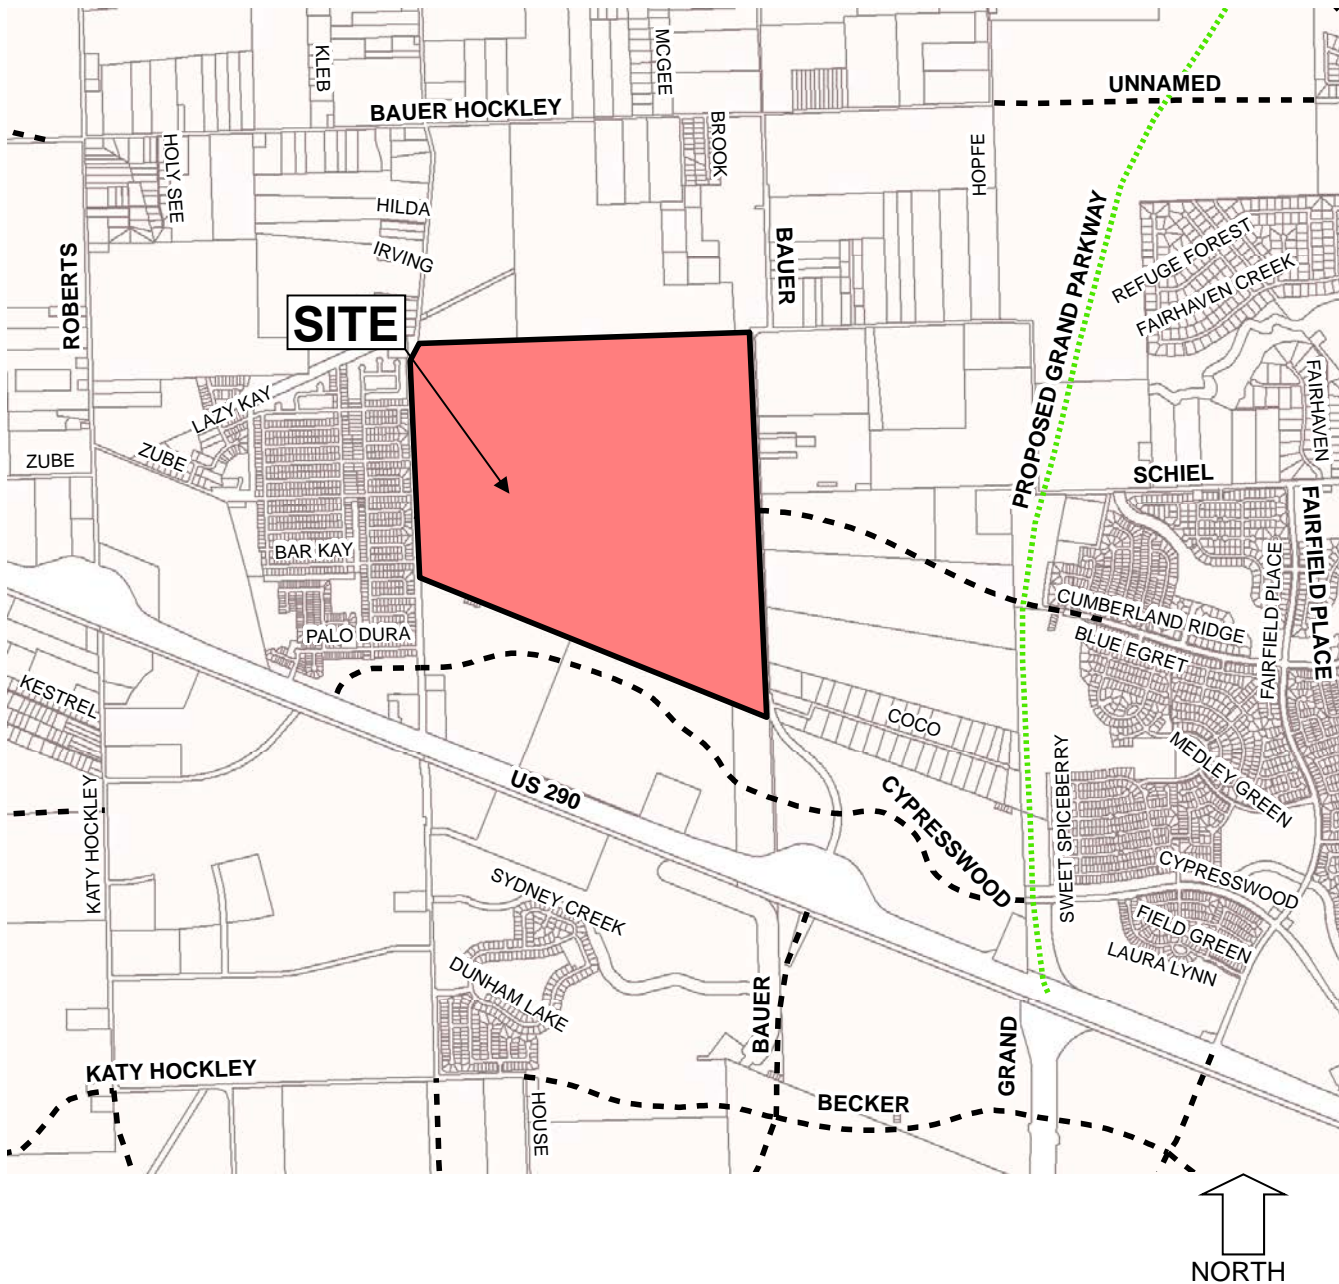 KLEB
MCGEE
UNNAMED
BAUER HOCKLEY
BROOK
HOLY SEE
HOPFE
HILDA
IRVING
ROBERTS
BAUER
PROPOSED GRAND PARKWAY
REFUGE FOREST
FAIRHAVEN CREEK
SITE
FAIRHAVEN
LAZY KAY
ZUBE
ZUBE
SCHIEL
FAIRFIELD PLACE
BAR KAY
FAIRFIELD PLACE
CUMBERLAND RIDGE
BLUE EGRET
PALO DURA
KESTREL
COCO
MEDLEY GREEN
US 290
CYPRESSWOOD
SWEET SPICEBERRY
KATY HOCKLEY
CYPRESSWOOD
SYDNEY CREEK
FIELD GREEN
LAURA LYNN
DUNHAM LAKE
BAUER
GRAND
KATY HOCKLEY
HOUSE
BECKER
NORTH